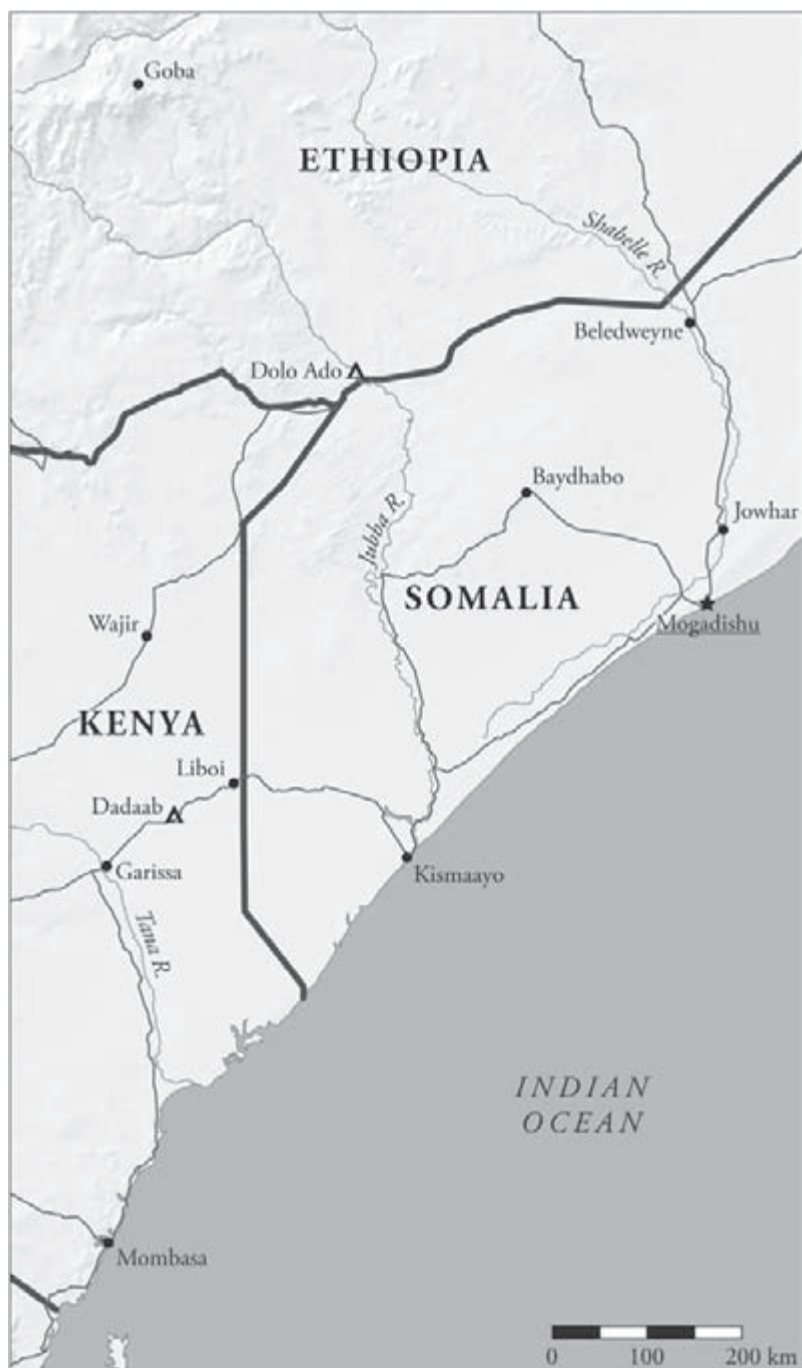 Goba
ETHIOPIA
Shabelle R.
Beledweyne
Dolo Ado
Baydhabo
Jowhar
Jubba R.
SOMALIA
Mogadishu
Wajir
KENYA
Liboi
Dadaab
Garissa
Kismaayo
Tana R.
INDIAN
OCEAN
Mombasa
0 100 200 km